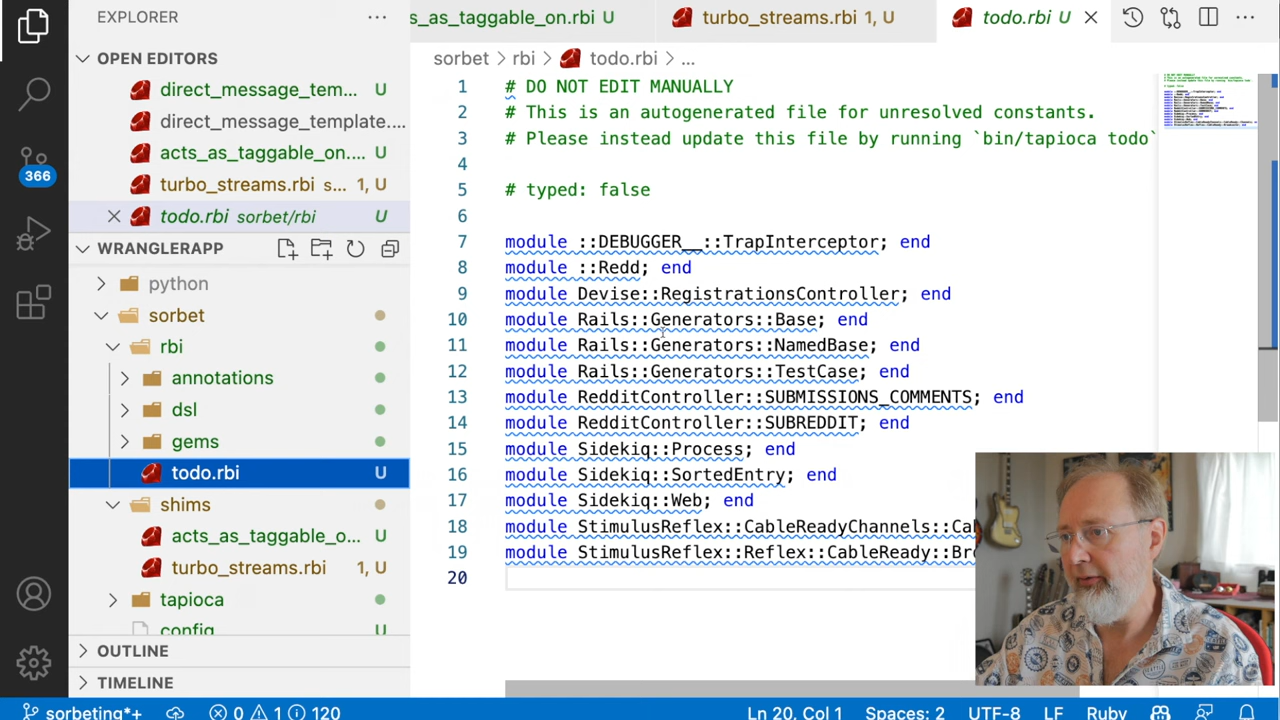 EXPLORER
OPEN EDITORS
direct_message_tem...
U
direct_message_template....
acts_as_taggable_on....
U
turbo_streams.rbi s... 1, U
todo.rbi sorbet/rbi
U
WRANGLERAPP
python
sorbet
rbi
annotations
dsl
gems
todo.rbi
U
shims
acts_as_taggable_o...
U
turbo_streams.rbi
1, U
tapioca
config
U
OUTLINE
TIMELINE
366
s_as_taggable_on.rbi U
turbo_streams.rbi 1, U
todo.rbi U
sorbet > rbi > todo.rbi > ...
1 # DO NOT EDIT MANUALLY
2 # This is an autogenerated file for unresolved constants.
3 # Please instead update this file by running `bin/tapioca todo`
4
5 # typed: false
6
7 module ::DEBUGGER__::TrapInterceptor; end
8 module ::Redd; end
9 module Devise::RegistrationsController; end
10 module Rails::Generators::Base; end
11 module Rails::Generators::NamedBase; end
12 module Rails::Generators::TestCase; end
13 module RedditController::SUBMISSIONS_COMMENTS; end
14 module RedditController::SUBREDDIT; end
15 module Sidekiq::Process; end
16 module Sidekiq::SortedEntry; end
17 module Sidekiq::Web; end
18 module StimulusReflex::CableReadyChannels::Ca
19 module StimulusReflex::Reflex::CableReady::Br
20
sorbeting*+ 0 1 120
Ln 20, Col 1
Spaces: 2
UTF-8
LF
Ruby